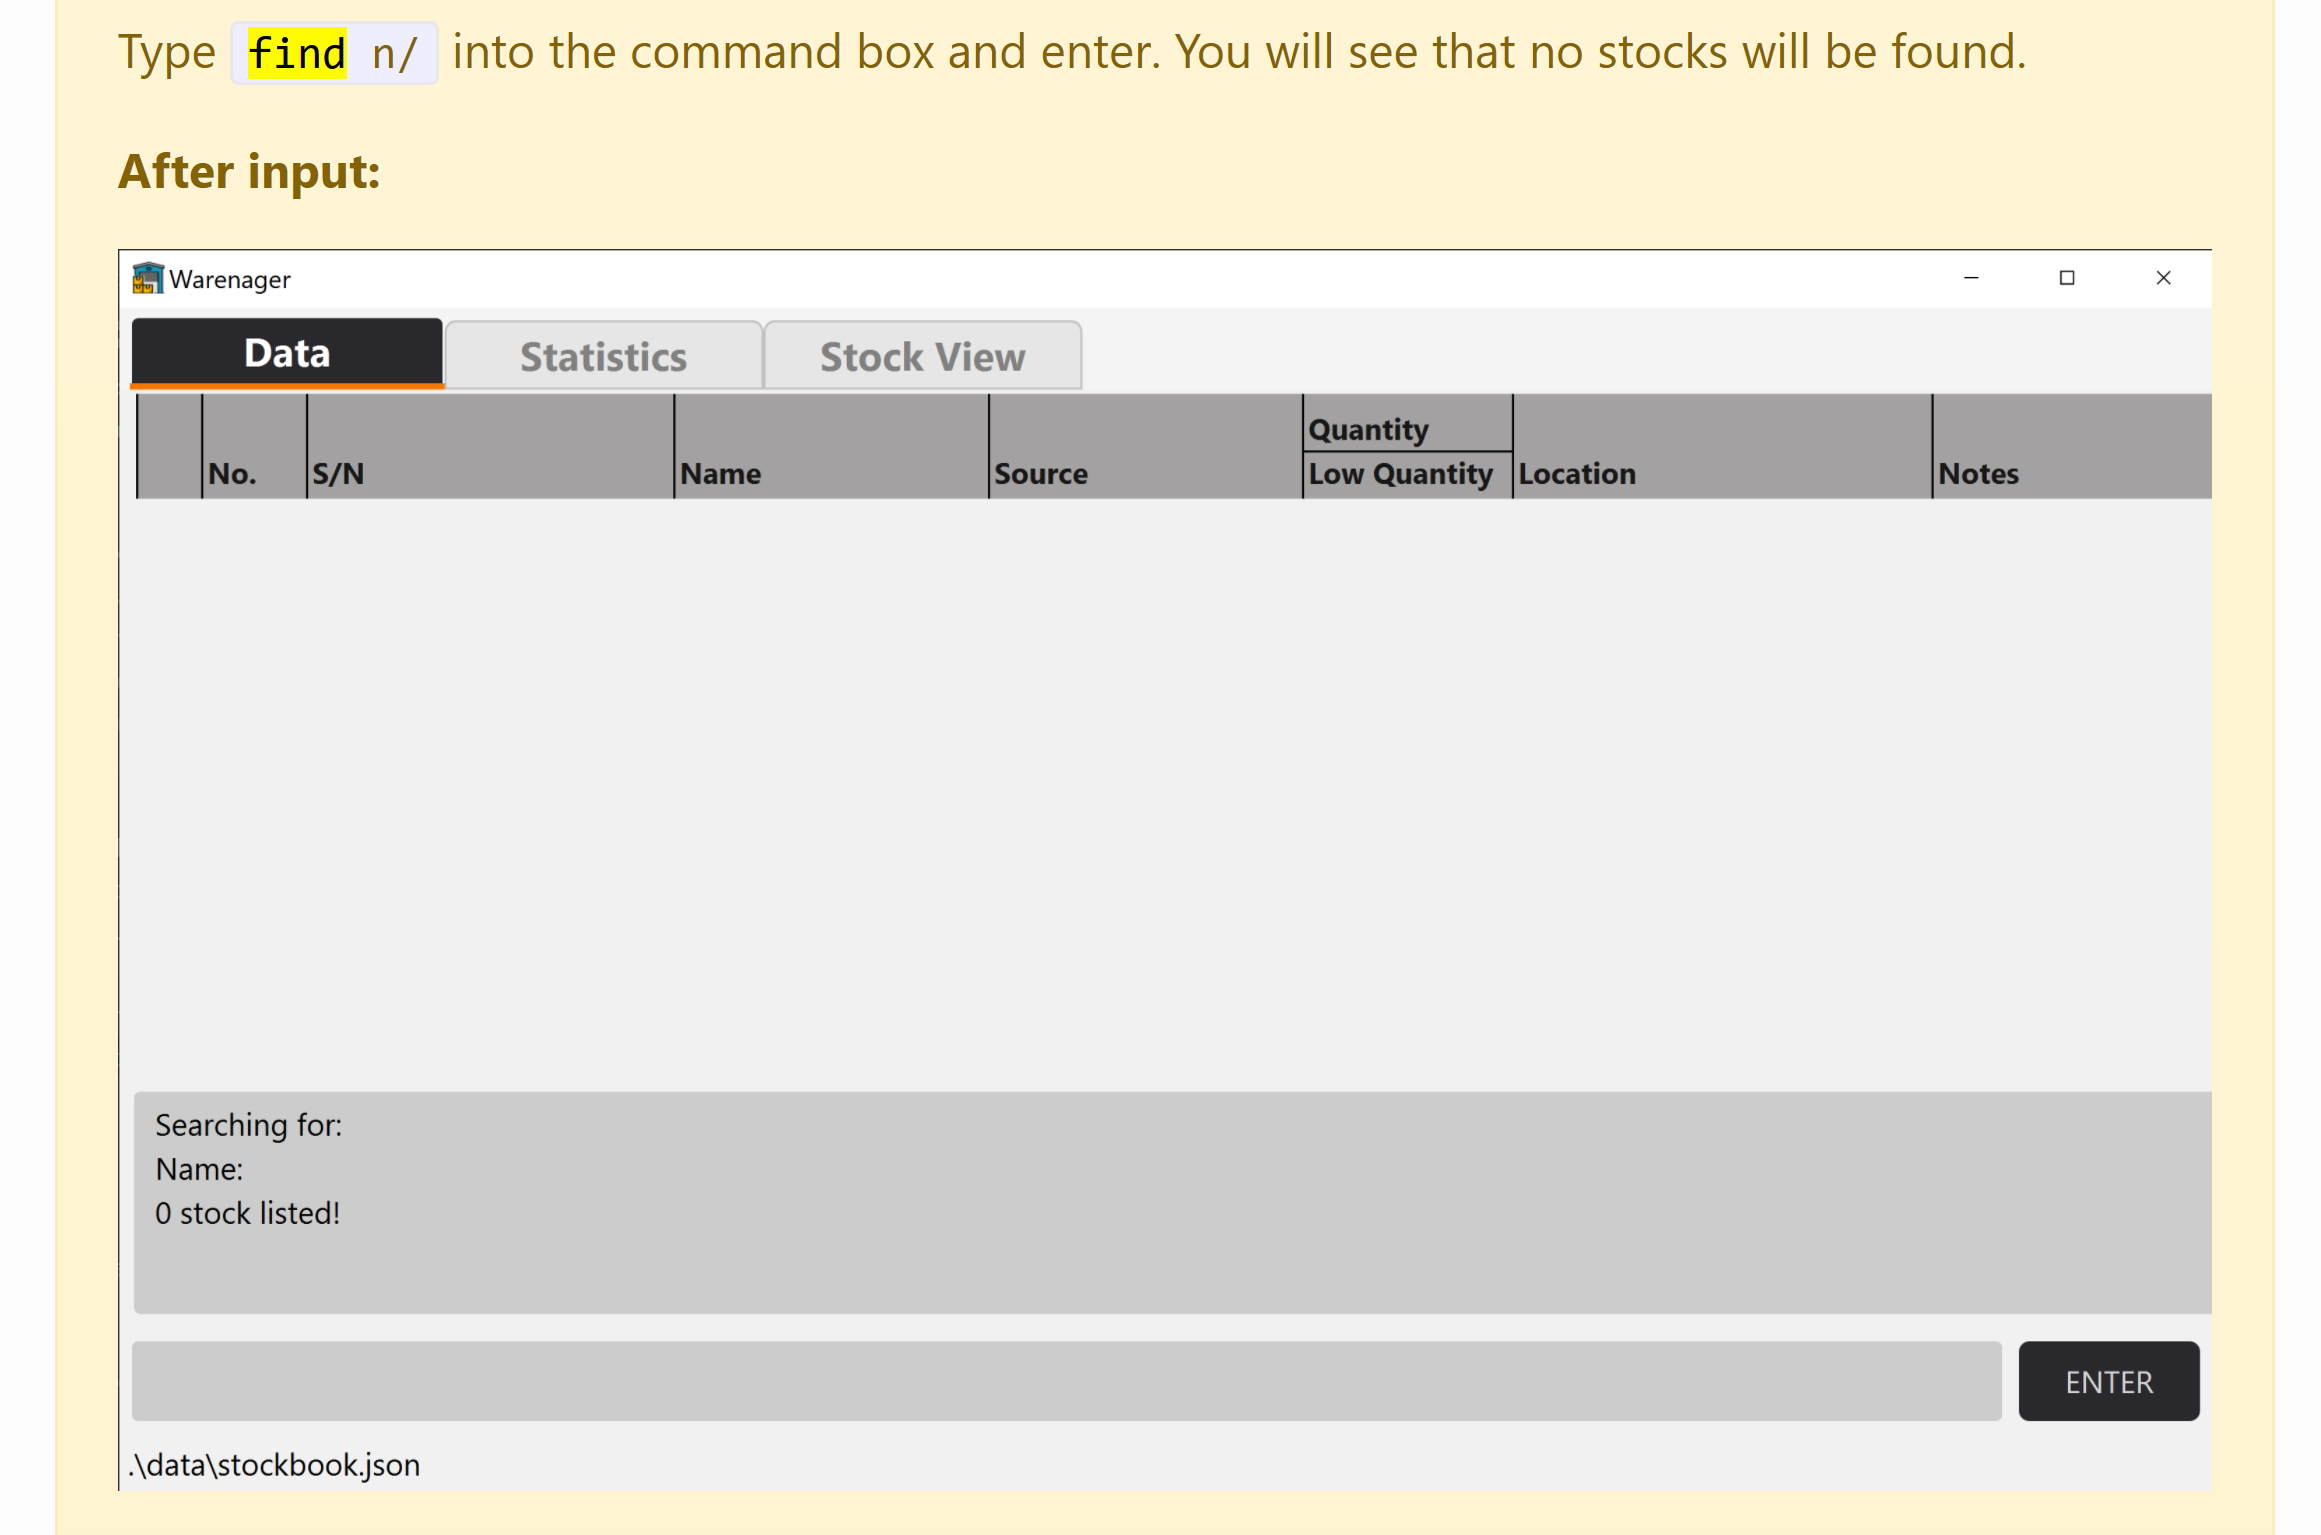 Type find n/ into the command box and enter. You will see that no stocks will be found.
After input:
Warenager
Data Statistics Stock View
Quantity
No. S/N Name Source Low Quantity Location Notes
Searching for:
Name:
0 stock listed!
ENTER
.\data\stockbook.json